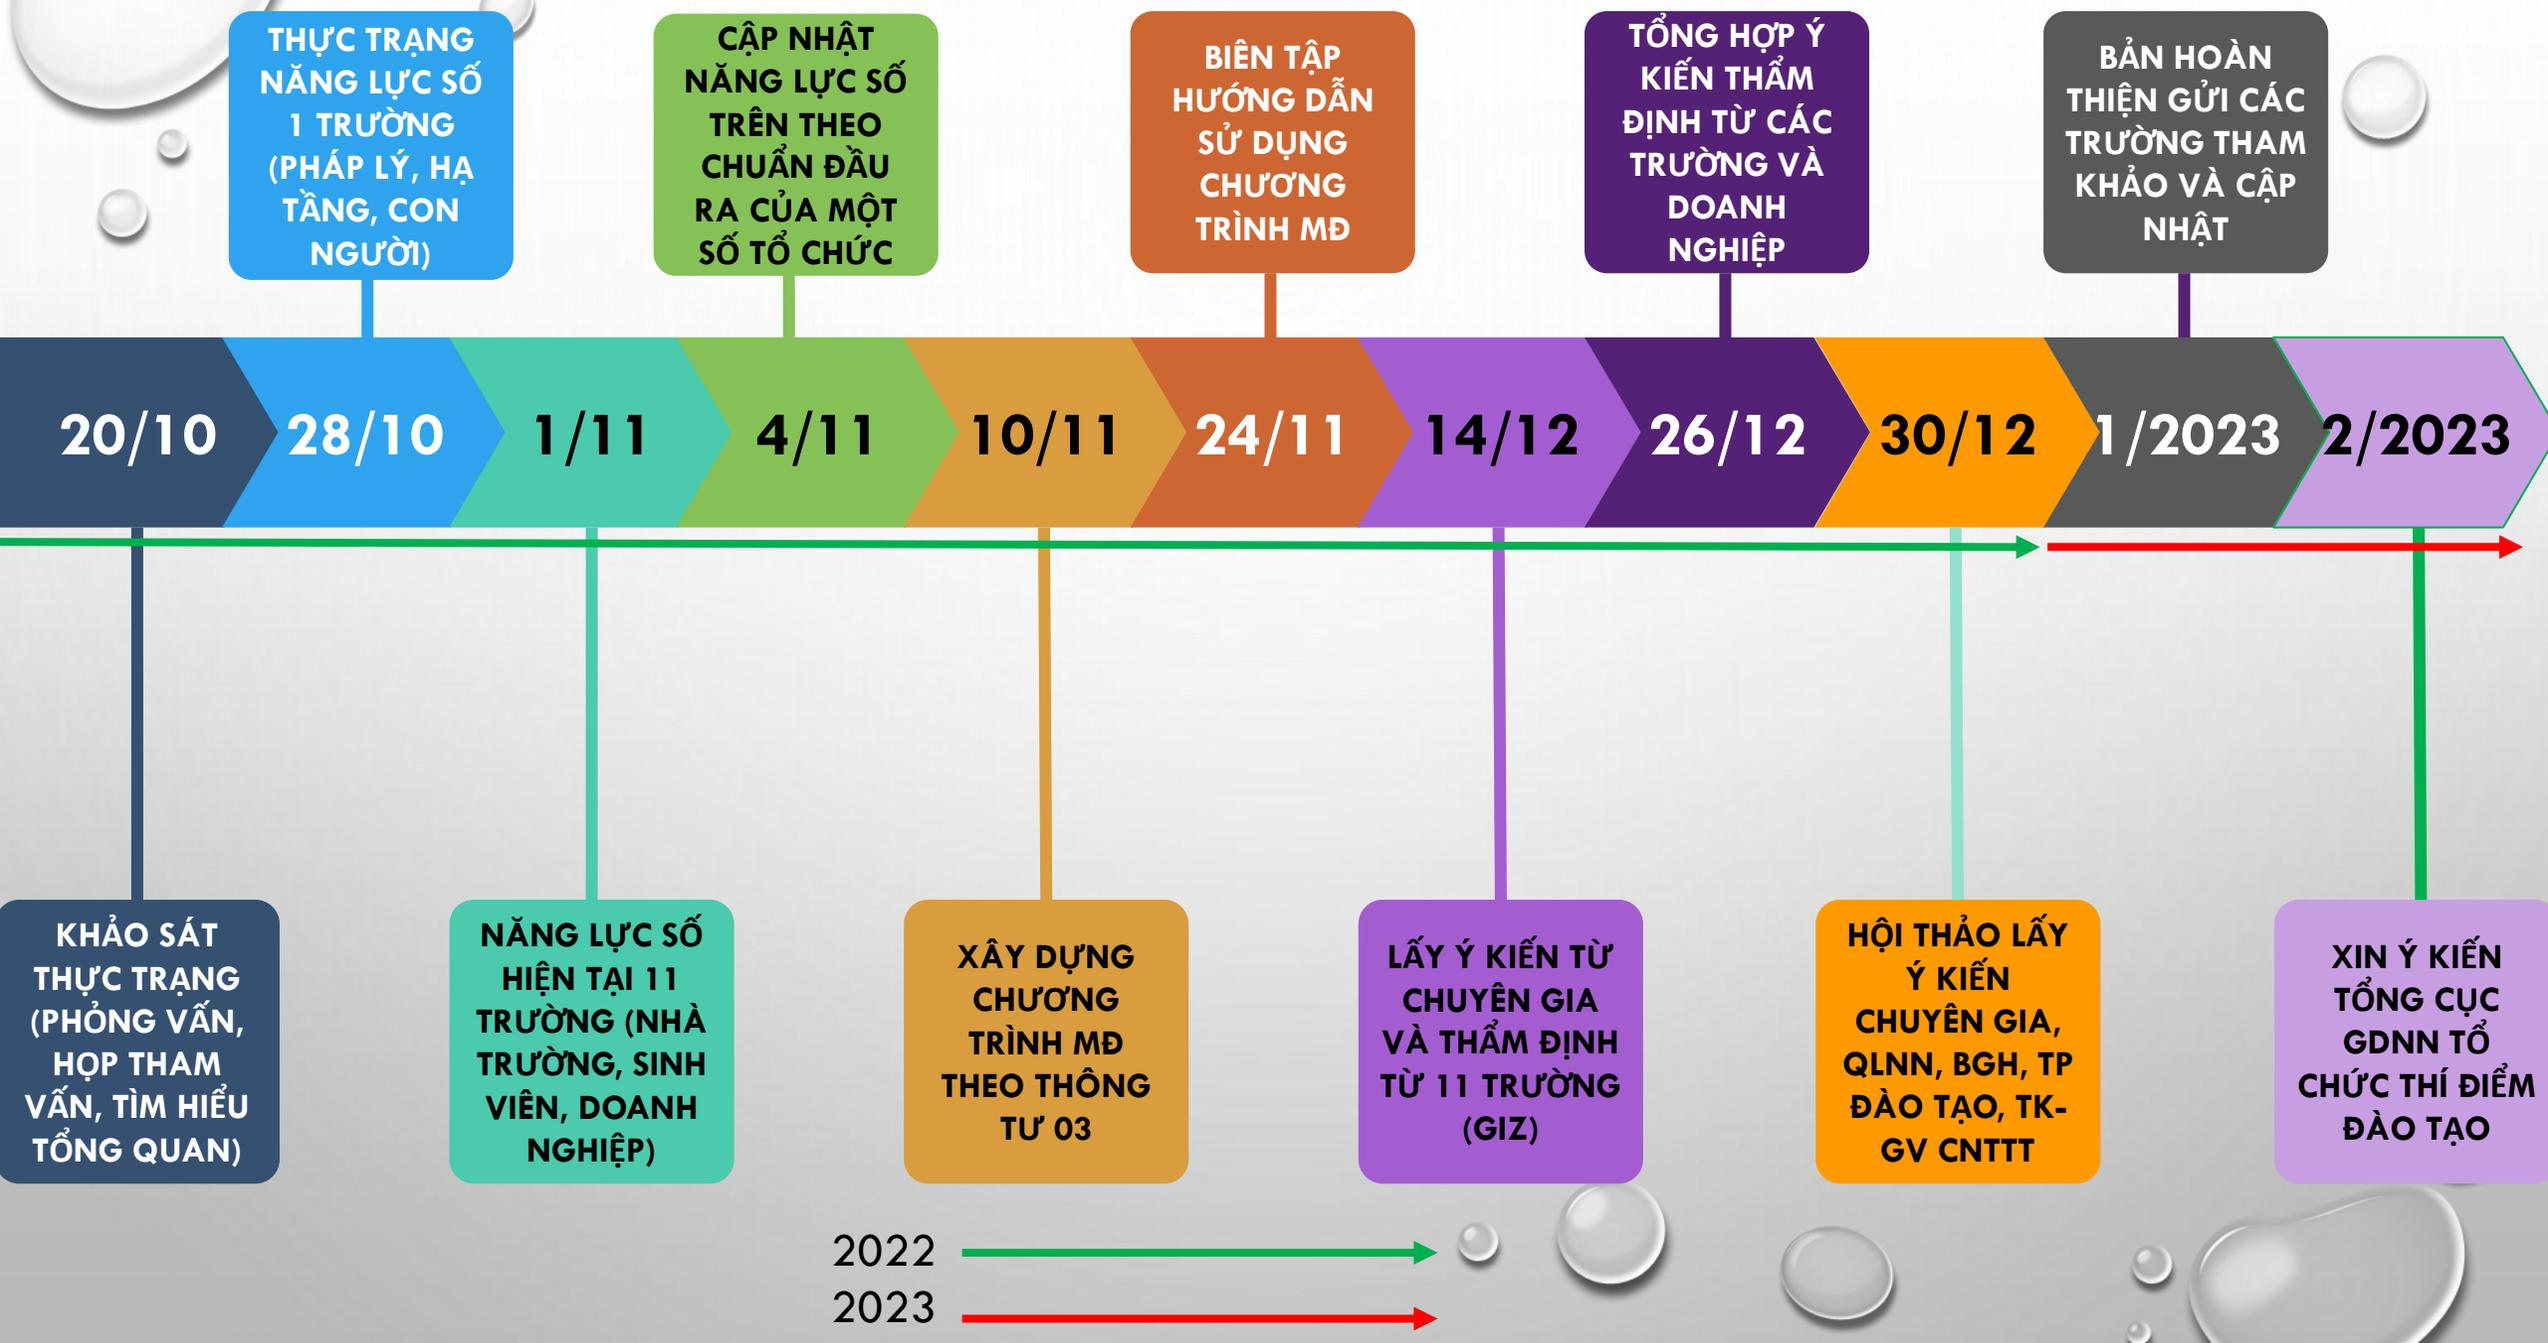 THỰC TRẠNG
NĂNG LỰC SỐ
1 TRƯỜNG
(PHÁP LÝ, HẠ
TẦNG, CON
NGƯỜI)
CẬP NHẬT
NĂNG LỰC SỐ
TRÊN THEO
CHUẨN ĐẦU
RA CỦA MỘT
SỐ TỔ CHỨC
BIÊN TẬP
HƯỚNG DẪN
SỬ DỤNG
CHƯƠNG
TRÌNH MĐ
TỔNG HỢP Ý
KIẾN THẨM
ĐỊNH TỪ CÁC
TRƯỜNG VÀ
DOANH
NGHIỆP
BẢN HOÀN
THIỆN GỬI CÁC
TRƯỜNG THAM
KHẢO VÀ CẬP
NHẬT
20/10
28/10
1/11
4/11
10/11
24/11
14/12
26/12
30/12
1/2023
2/2023
KHẢO SÁT
THỰC TRẠNG
(PHỎNG VẤN,
HỌP THAM
VẤN, TÌM HIỂU
TỔNG QUAN)
NĂNG LỰC SỐ
HIỆN TẠI 11
TRƯỜNG (NHÀ
TRƯỜNG, SINH
VIÊN, DOANH
NGHIỆP)
XÂY DỰNG
CHƯƠNG
TRÌNH MĐ
THEO THÔNG
TƯ 03
LẤY Ý KIẾN TỪ
CHUYÊN GIA
VÀ THẨM ĐỊNH
TỪ 11 TRƯỜNG
(GIZ)
HỘI THẢO LẤY
Ý KIẾN
CHUYÊN GIA,
QLNN, BGH, TP
ĐÀO TẠO, TK-
GV CNTTT
XIN Ý KIẾN
TỔNG CỤC
GDNN TỔ
CHỨC THÍ ĐIỂM
ĐÀO TẠO
2022
2023